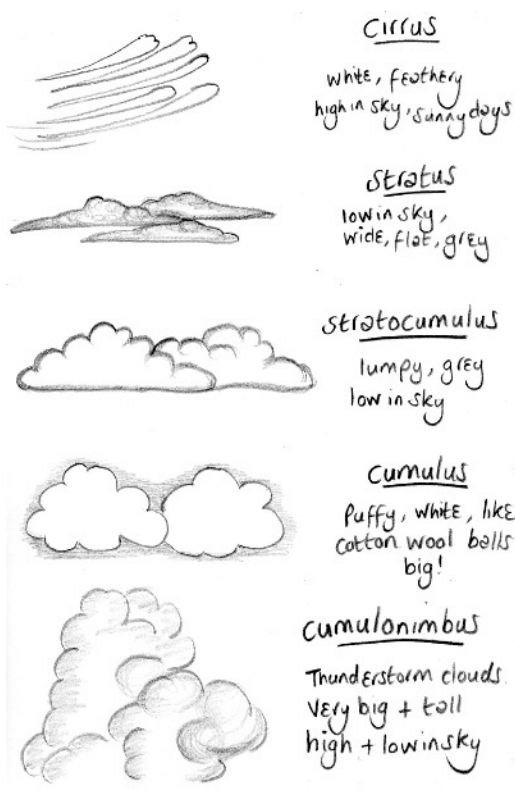 Cirrus
white, feathery
high in sky, sunny days
Stratus
low in sky,
wide, flat, grey
Stratocumulus
lumpy, grey
low in sky
Cumulus
Puffy, white, like
cotton wool balls
big!
Cumulonimbus
Thunderstorm clouds.
Very big + tall
high + low in sky